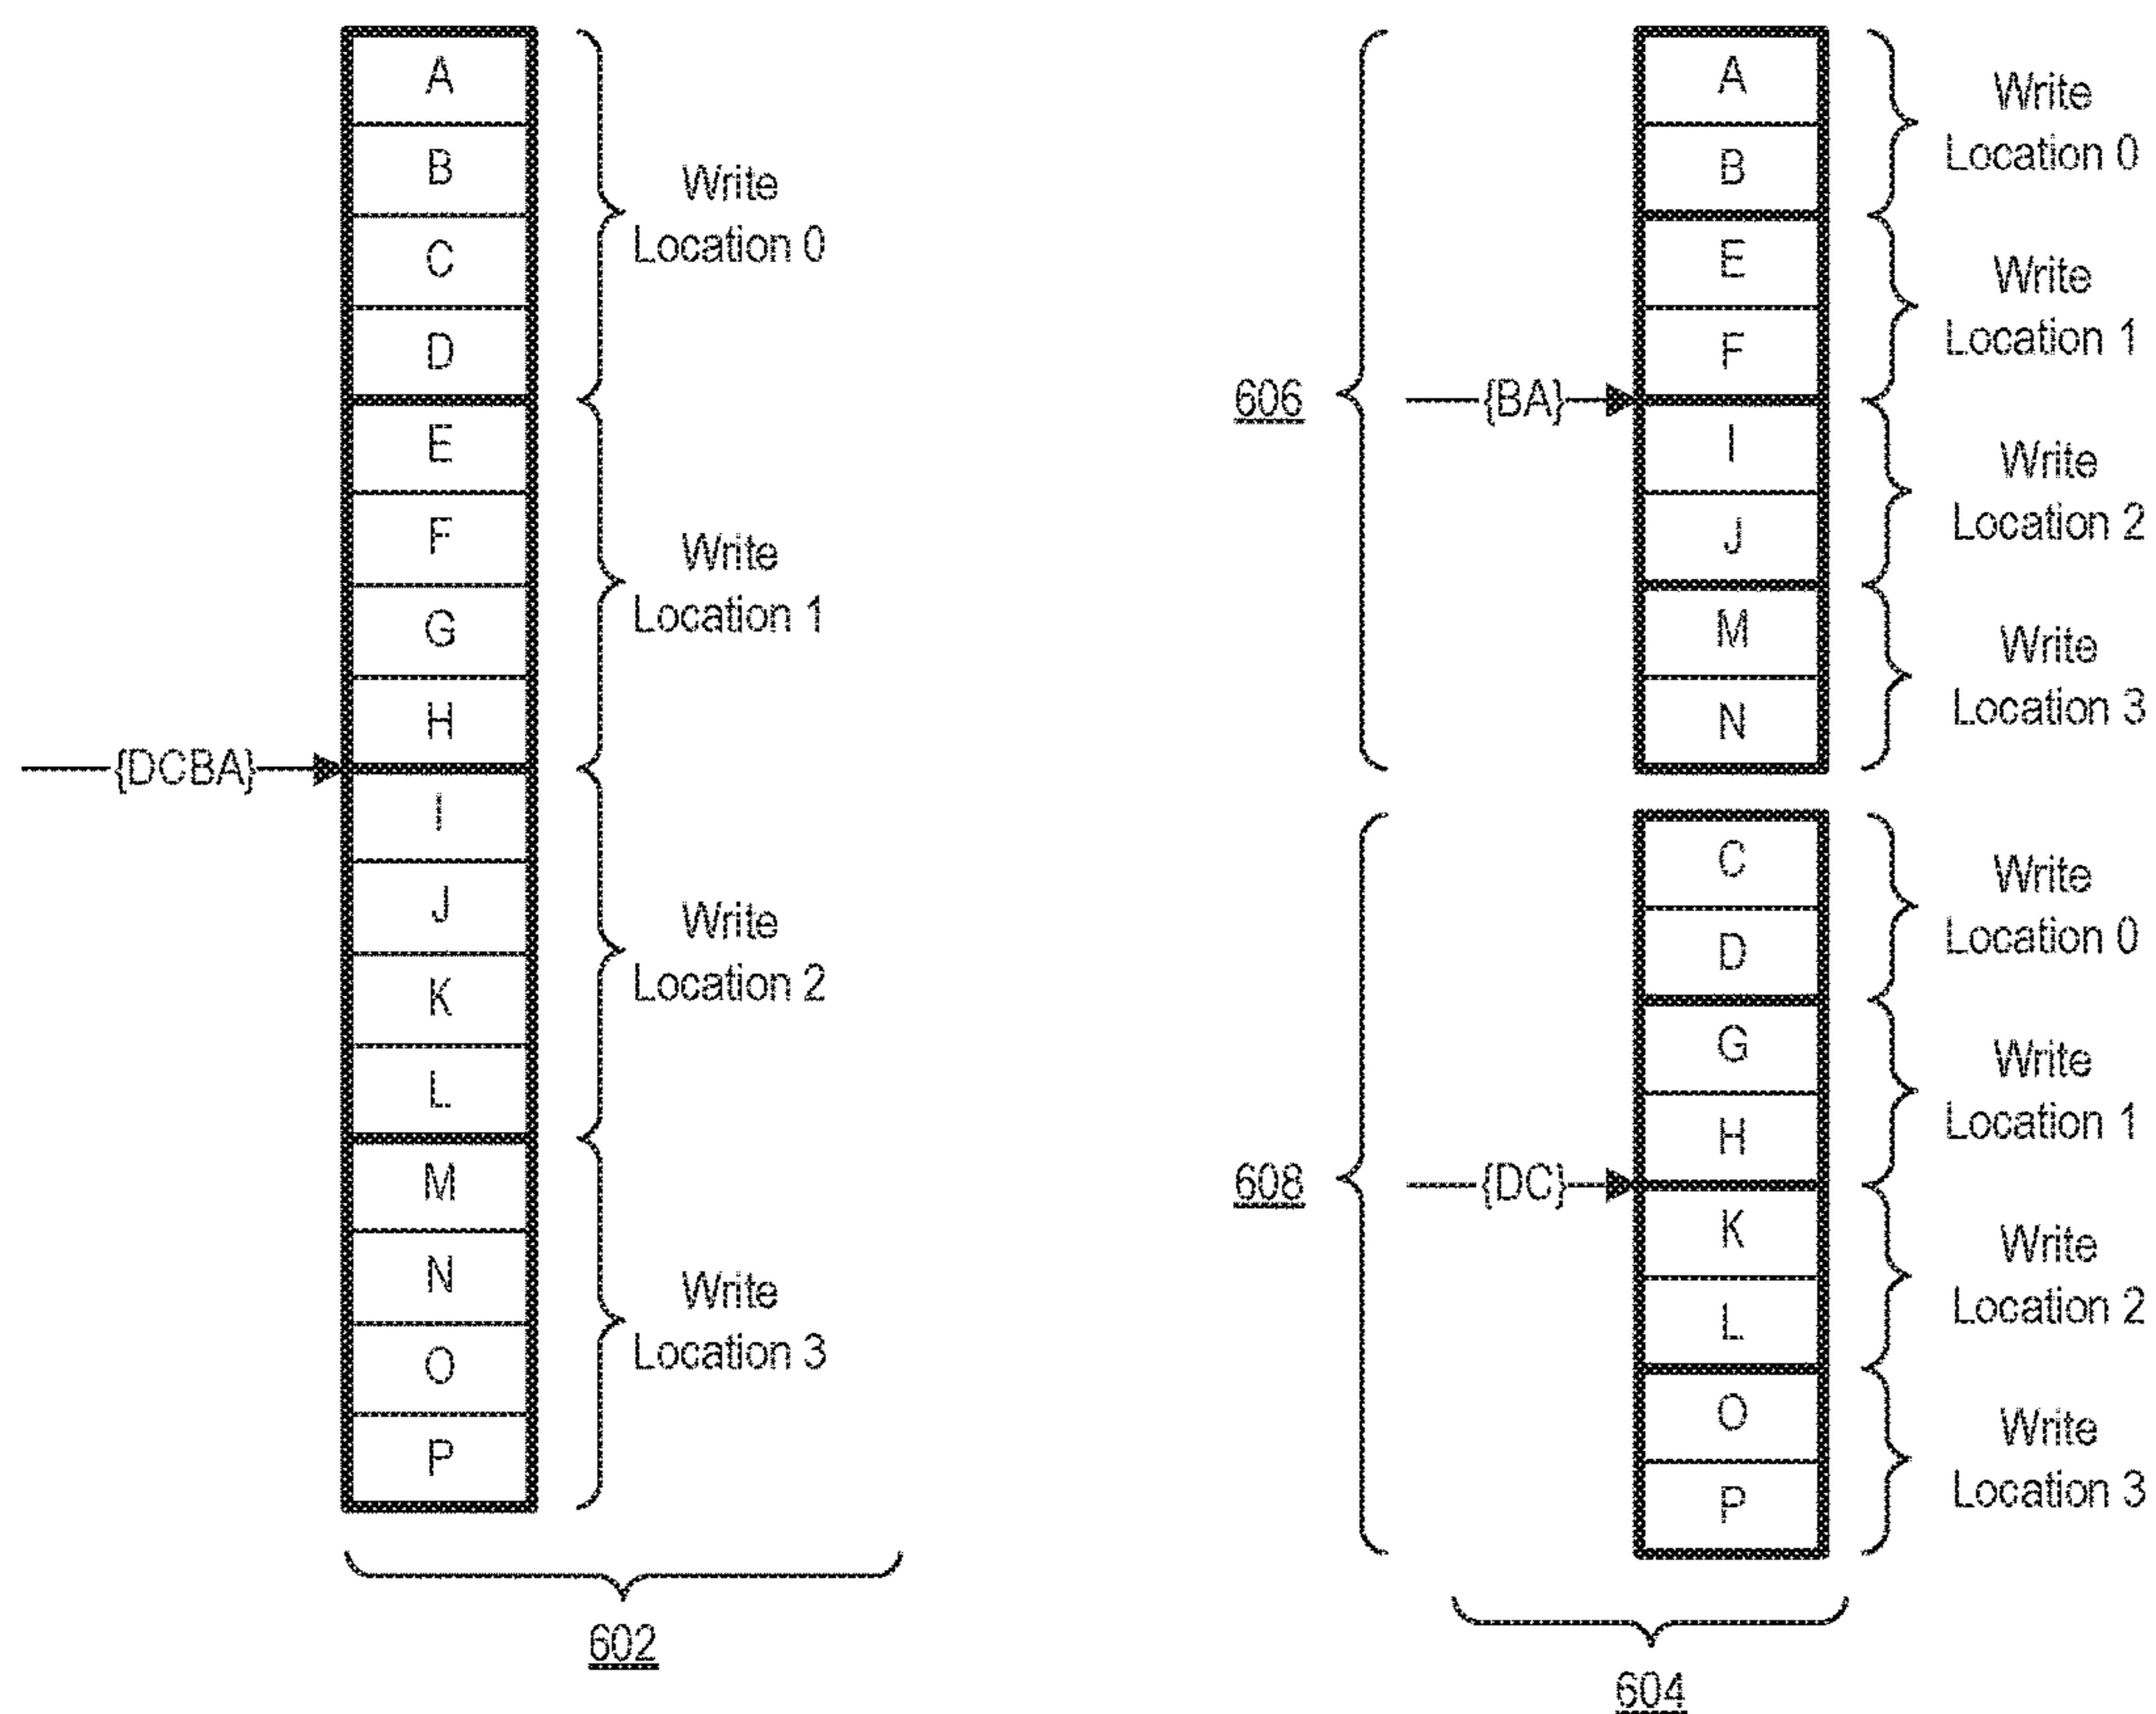 A
B
C
D
E
F
G
H
I
J
K
L
M
N
O
P
Write
Location 0
Write
Location 1
Write
Location 2
Write
Location 3
{DCBA}
602
606
{BA}
A
B
E
F
I
J
M
N
Write
Location 0
Write
Location 1
Write
Location 2
Write
Location 3
608
{DC}
C
D
G
H
K
L
O
P
Write
Location 0
Write
Location 1
Write
Location 2
Write
Location 3
604